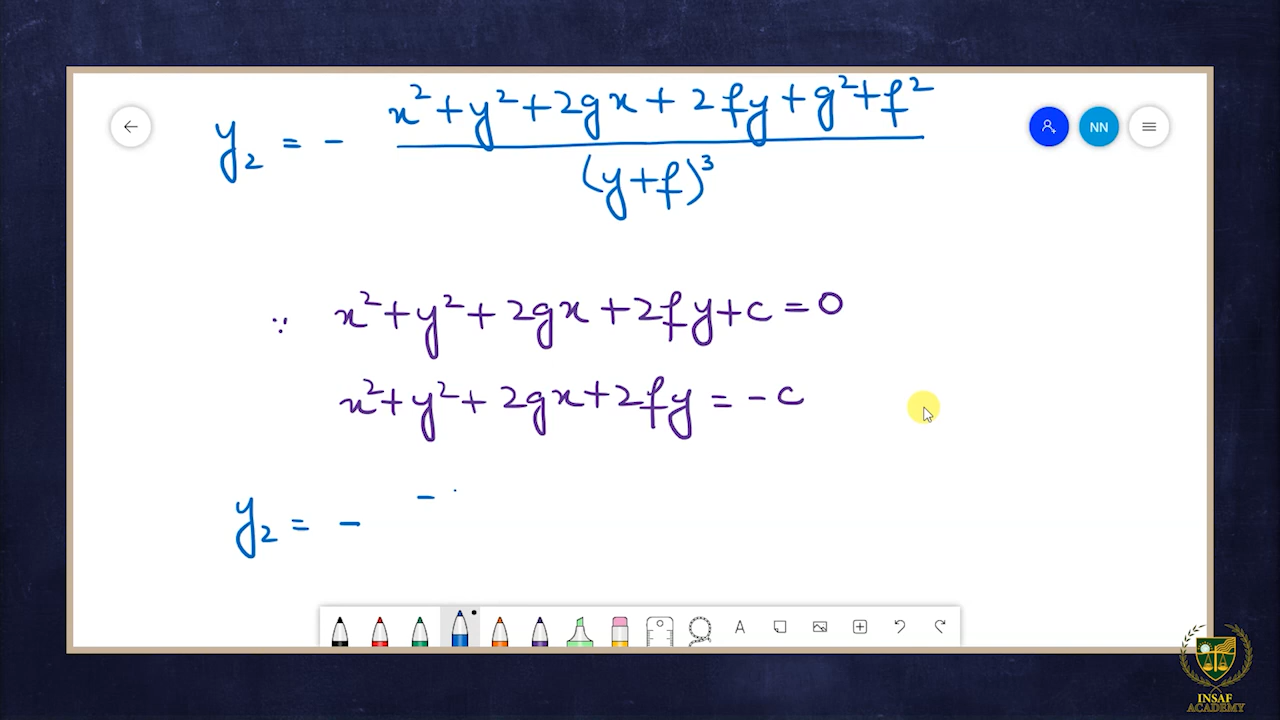 y₂ = - (x² + y² + 2gx + 2fy + g² + f²) / (y+f)³
NN
∵ x² + y² + 2gx + 2fy + c = 0
x² + y² + 2gx + 2fy = -c
y₂ = - -
A
INSAF
ACADEMY